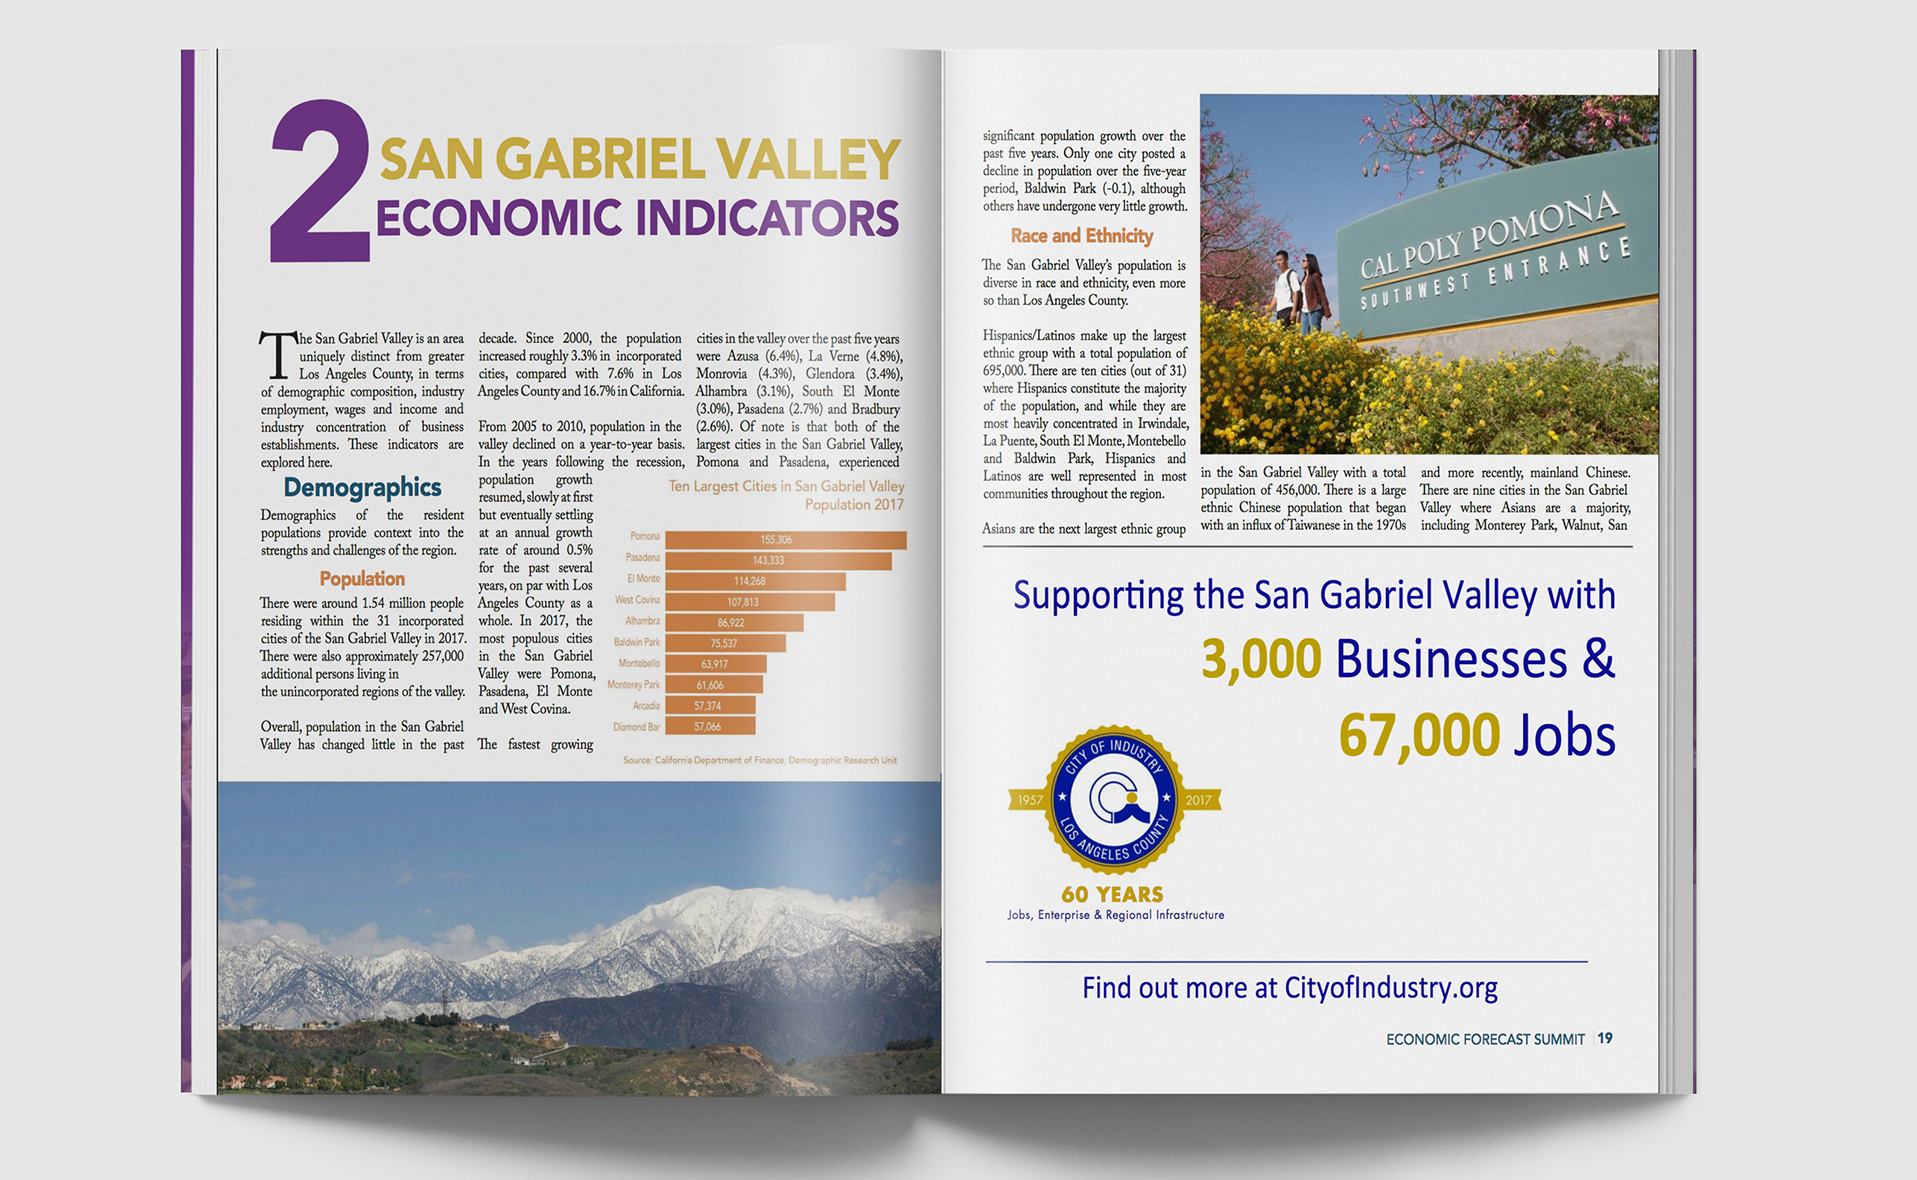 2
SAN GABRIEL VALLEY
ECONOMIC INDICATORS
The San Gabriel Valley is an area
uniquely distinct from greater
Los Angeles County, in terms
of demographic composition, industry
employment, wages and income and
industry concentration of business
establishments. These indicators are
explored here.
Demographics
Demographics of the resident
populations provide context into the
strengths and challenges of the region.
Population
There were around 1.54 million people
residing within the 31 incorporated
cities of the San Gabriel Valley in 2017.
There were also approximately 257,000
additional persons living in
the unincorporated regions of the valley.
Overall, population in the San Gabriel
Valley has changed little in the past
decade. Since 2000, the population
increased roughly 3.3% in incorporated
cities, compared with 7.6% in Los
Angeles County and 16.7% in California.
From 2005 to 2010, population in the
valley declined on a year-to-year basis.
In the years following the recession,
population growth
resumed, slowly at first
but eventually settling
at an annual growth
rate of around 0.5%
for the past several
years, on par with Los
Angeles County as a
whole. In 2017, the
most populous cities
in the San Gabriel
Valley were Pomona,
Pasadena, El Monte
and West Covina.
The fastest growing
cities in the valley over the past five years
were Azusa (6.4%), La Verne (4.8%),
Monrovia (4.3%), Glendora (3.4%),
Alhambra (3.1%), South El Monte
(3.0%), Pasadena (2.7%) and Bradbury
(2.6%). Of note is that both of the
largest cities in the San Gabriel Valley,
Pomona and Pasadena, experienced
Ten Largest Cities in San Gabriel Valley
Population 2017
Pomona 155,306
Pasadena 143,333
El Monte 114,268
West Covina 107,813
Alhambra 86,922
Baldwin Park 75,537
Montebello 63,917
Monterey Park 61,606
Arcadia 57,374
Diamond Bar 57,066
Source: California Department of Finance, Demographic Research Unit
significant population growth over the
past five years. Only one city posted a
decline in population over the five-year
period, Baldwin Park (-0.1), although
others have undergone very little growth.
Race and Ethnicity
The San Gabriel Valley's population is
diverse in race and ethnicity, even more
so than Los Angeles County.
Hispanics/Latinos make up the largest
ethnic group with a total population of
695,000. There are ten cities (out of 31)
where Hispanics constitute the majority
of the population, and while they are
most heavily concentrated in Irwindale,
La Puente, South El Monte, Montebello
and Baldwin Park, Hispanics and
Latinos are well represented in most
communities throughout the region.
Asians are the next largest ethnic group
CAL POLY POMONA
SOUTHWEST ENTRANCE
in the San Gabriel Valley with a total
population of 456,000. There is a large
ethnic Chinese population that began
with an influx of Taiwanese in the 1970s
and more recently, mainland Chinese.
There are nine cities in the San Gabriel
Valley where Asians are a majority,
including Monterey Park, Walnut, San
Supporting the San Gabriel Valley with
3,000 Businesses &
67,000 Jobs
CITY OF INDUSTRY
1957
2017
LOS ANGELES COUNTY
60 YEARS
Jobs, Enterprise & Regional Infrastructure
Find out more at CityofIndustry.org
ECONOMIC FORECAST SUMMIT 19